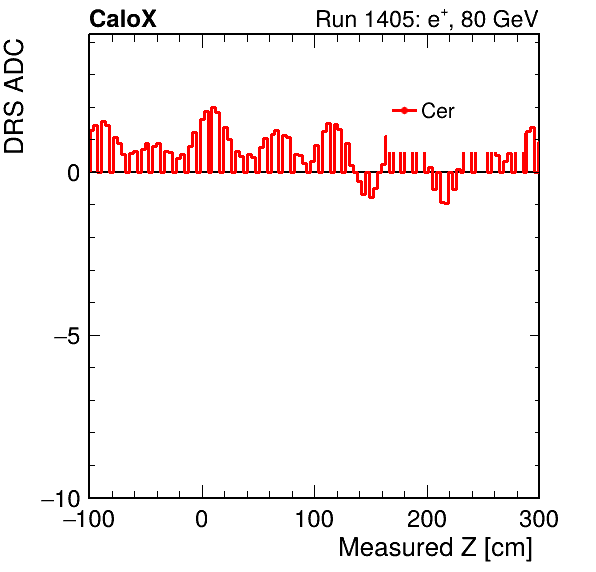 CaloX Run 1405: e⁺, 80 GeV
DRS ADC
Cer
0
−5
−10
−100 0 100 200 300
Measured Z [cm]